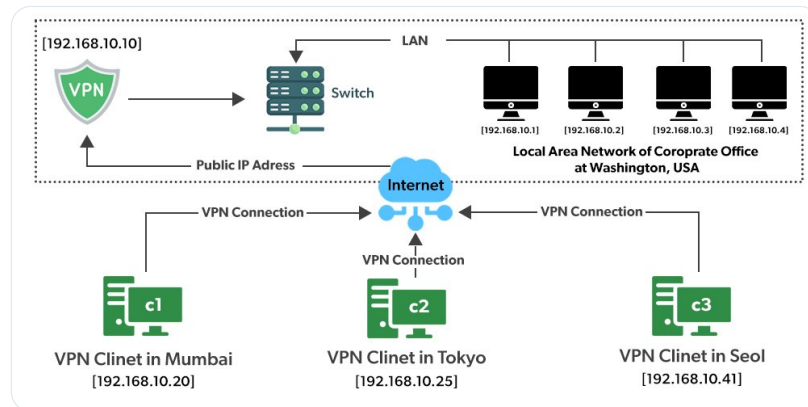 [192.168.10.10]
VPN
Switch
LAN
[192.168.10.1]
[192.168.10.2]
[192.168.10.3]
[192.168.10.4]
Local Area Network of Coroprate Office
at Washington, USA
Public IP Adress
Internet
VPN Connection
VPN Connection
VPN Connection
c1
c2
c3
VPN Clinet in Mumbai
[192.168.10.20]
VPN Clinet in Tokyo
[192.168.10.25]
VPN Clinet in Seol
[192.168.10.41]